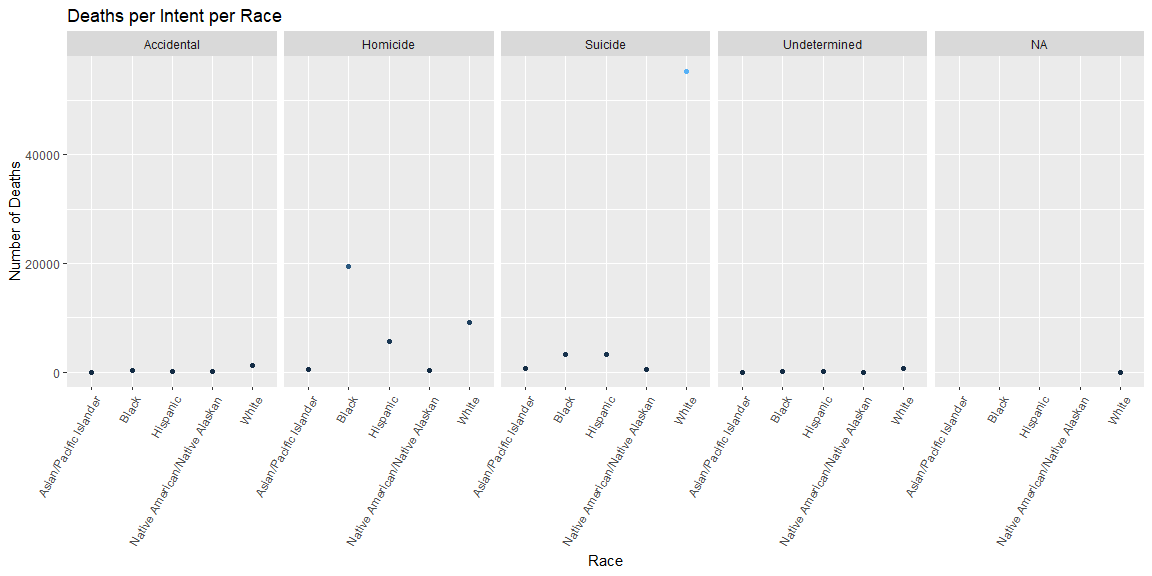 Deaths per Intent per Race
Accidental
Homicide
Suicide
Undetermined
NA
Number of Deaths
40000
20000
0
Asian/Pacific Islander
Black
Hispanic
Native American/Native Alaskan
White
Asian/Pacific Islander
Black
Hispanic
Native American/Native Alaskan
White
Asian/Pacific Islander
Black
Hispanic
Native American/Native Alaskan
White
Asian/Pacific Islander
Black
Hispanic
Native American/Native Alaskan
White
Asian/Pacific Islander
Black
Hispanic
Native American/Native Alaskan
White
Race